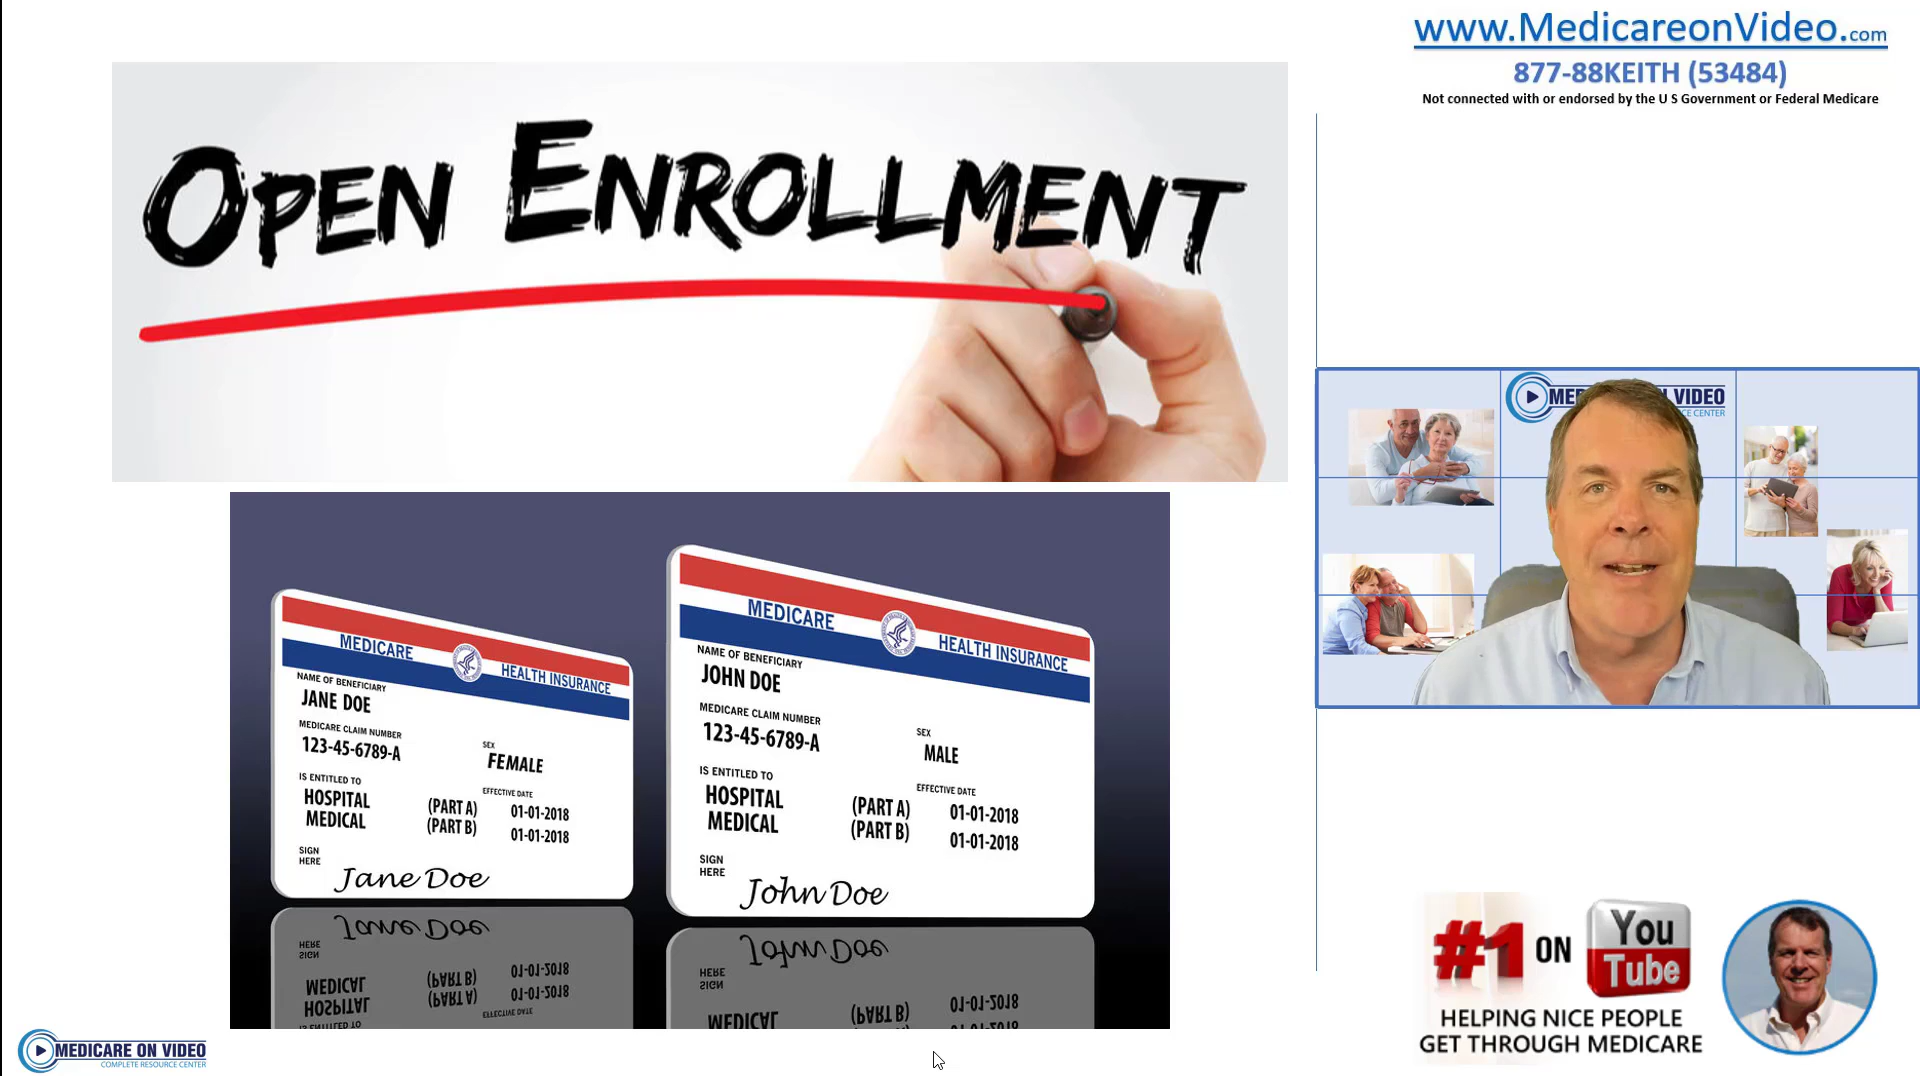 OPEN ENROLLMENT
MEDICARE HEALTH INSURANCE
NAME OF BENEFICIARY
JANE DOE
MEDICARE CLAIM NUMBER
123-45-6789-A
SEX
FEMALE
IS ENTITLED TO
EFFECTIVE DATE
HOSPITAL (PART A) 01-01-2018
MEDICAL (PART B) 01-01-2018
SIGN
HERE
Jane Doe
MEDICARE HEALTH INSURANCE
NAME OF BENEFICIARY
JOHN DOE
MEDICARE CLAIM NUMBER
123-45-6789-A
SEX
MALE
IS ENTITLED TO
EFFECTIVE DATE
HOSPITAL (PART A) 01-01-2018
MEDICAL (PART B) 01-01-2018
SIGN
HERE
John Doe
MEDICARE ON VIDEO
COMPLETE RESOURCE CENTER
www.MedicareonVideo.com
877-88KEITH (53484)
Not connected with or endorsed by the U S Government or Federal Medicare
ON VIDEO
CENTER
#1 ON You Tube
HELPING NICE PEOPLE
GET THROUGH MEDICARE